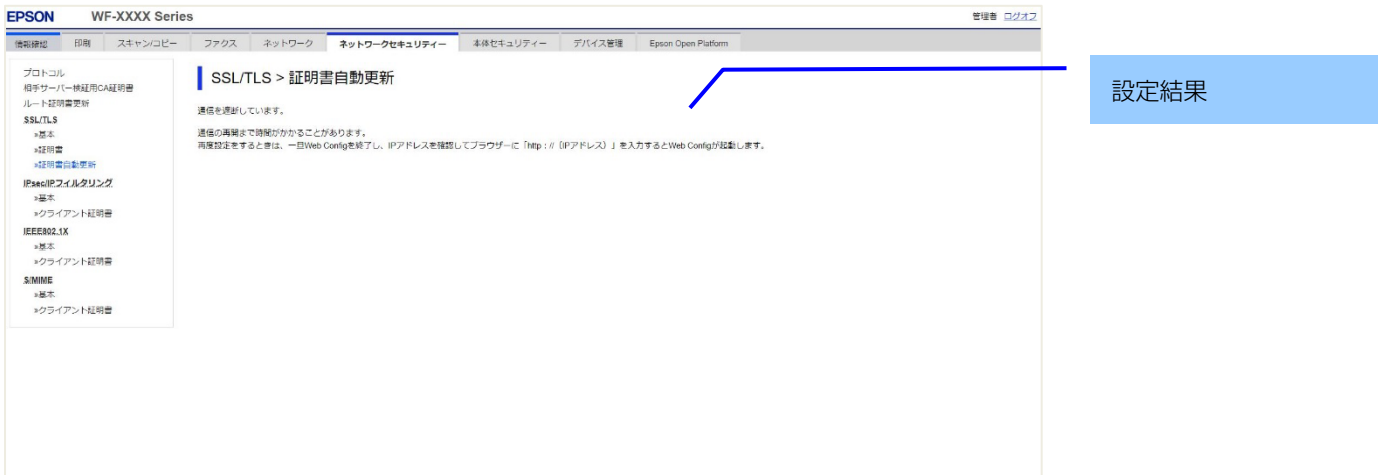 EPSON WF-XXXX Series 管理者 ログオフ
情報確認 印刷 スキャン/コピー ファクス ネットワーク ネットワークセキュリティー 本体セキュリティー デバイス管理 Epson Open Platform
プロトコル
相手サーバー検証用CA証明書
ルート証明書更新
SSL/TLS
»基本
»証明書
»証明書自動更新
IPsec/IPフィルタリング
»基本
»クライアント証明書
IEEE802.1X
»基本
»クライアント証明書
S/MIME
»基本
»クライアント証明書
SSL/TLS > 証明書自動更新
通信を遮断しています。
通信の再開まで時間がかかることがあります。
再度設定をするときは、一旦Web Configを終了し、IPアドレスを確認してブラウザーに「http://（IPアドレス）」を入力するとWeb Configが起動します。
設定結果